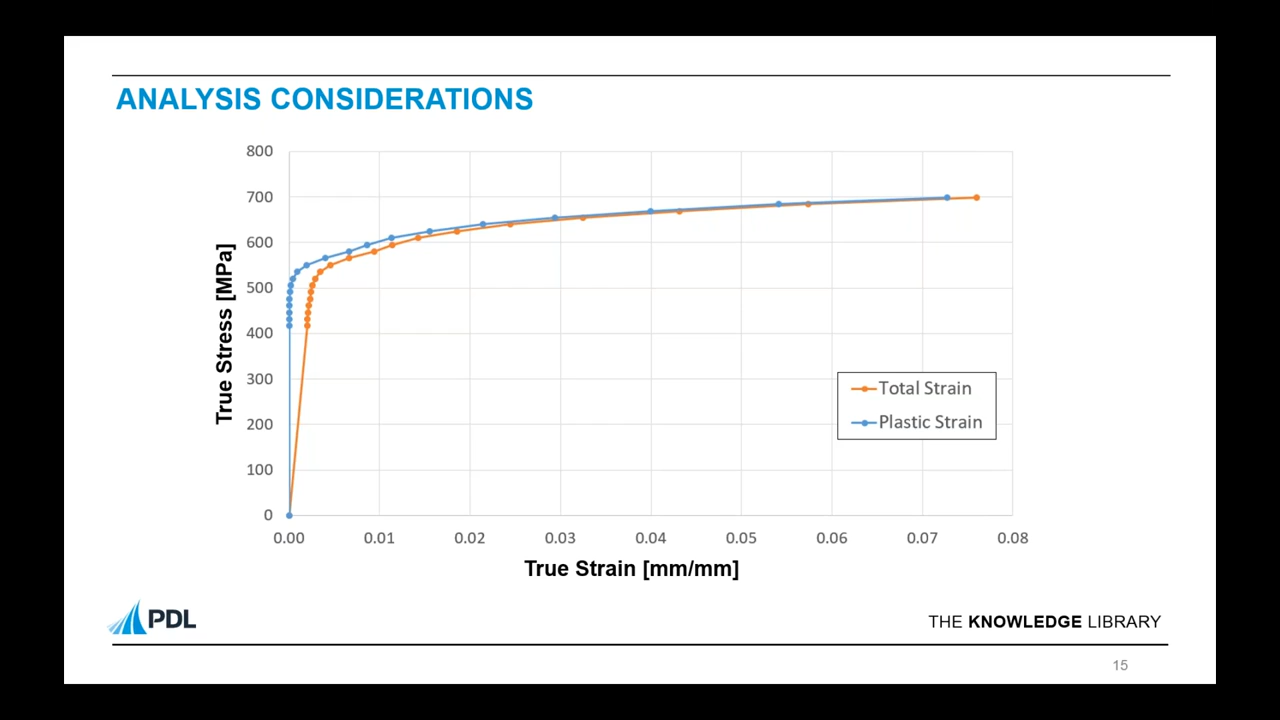 ANALYSIS CONSIDERATIONS
800
700
600
500
400
300
200
100
0
True Stress [MPa]
Total Strain
Plastic Strain
0.00 0.01 0.02 0.03 0.04 0.05 0.06 0.07 0.08
True Strain [mm/mm]
PDL
THE KNOWLEDGE LIBRARY
15